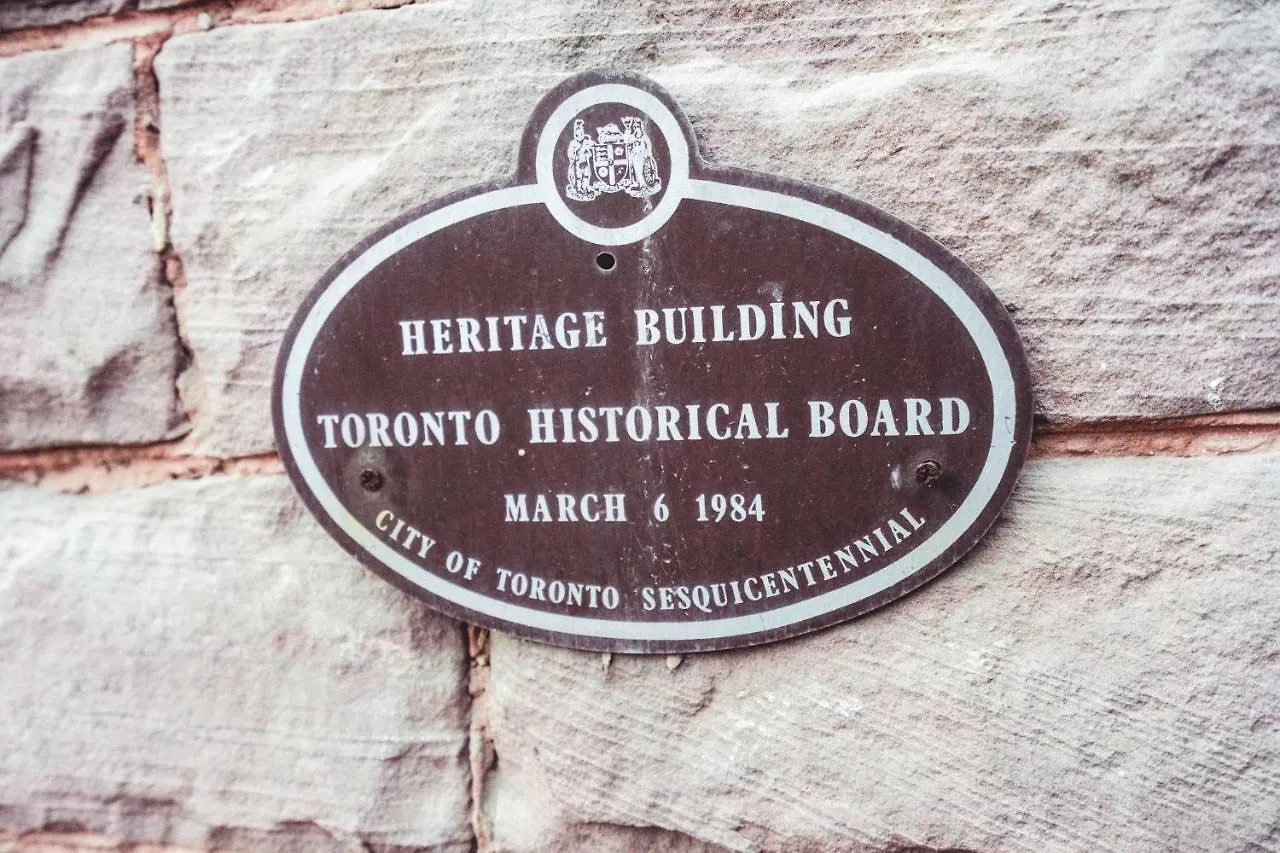 HERITAGE BUILDING
TORONTO HISTORICAL BOARD
MARCH 6 1984
CITY OF TORONTO SESQUICENTENNIAL